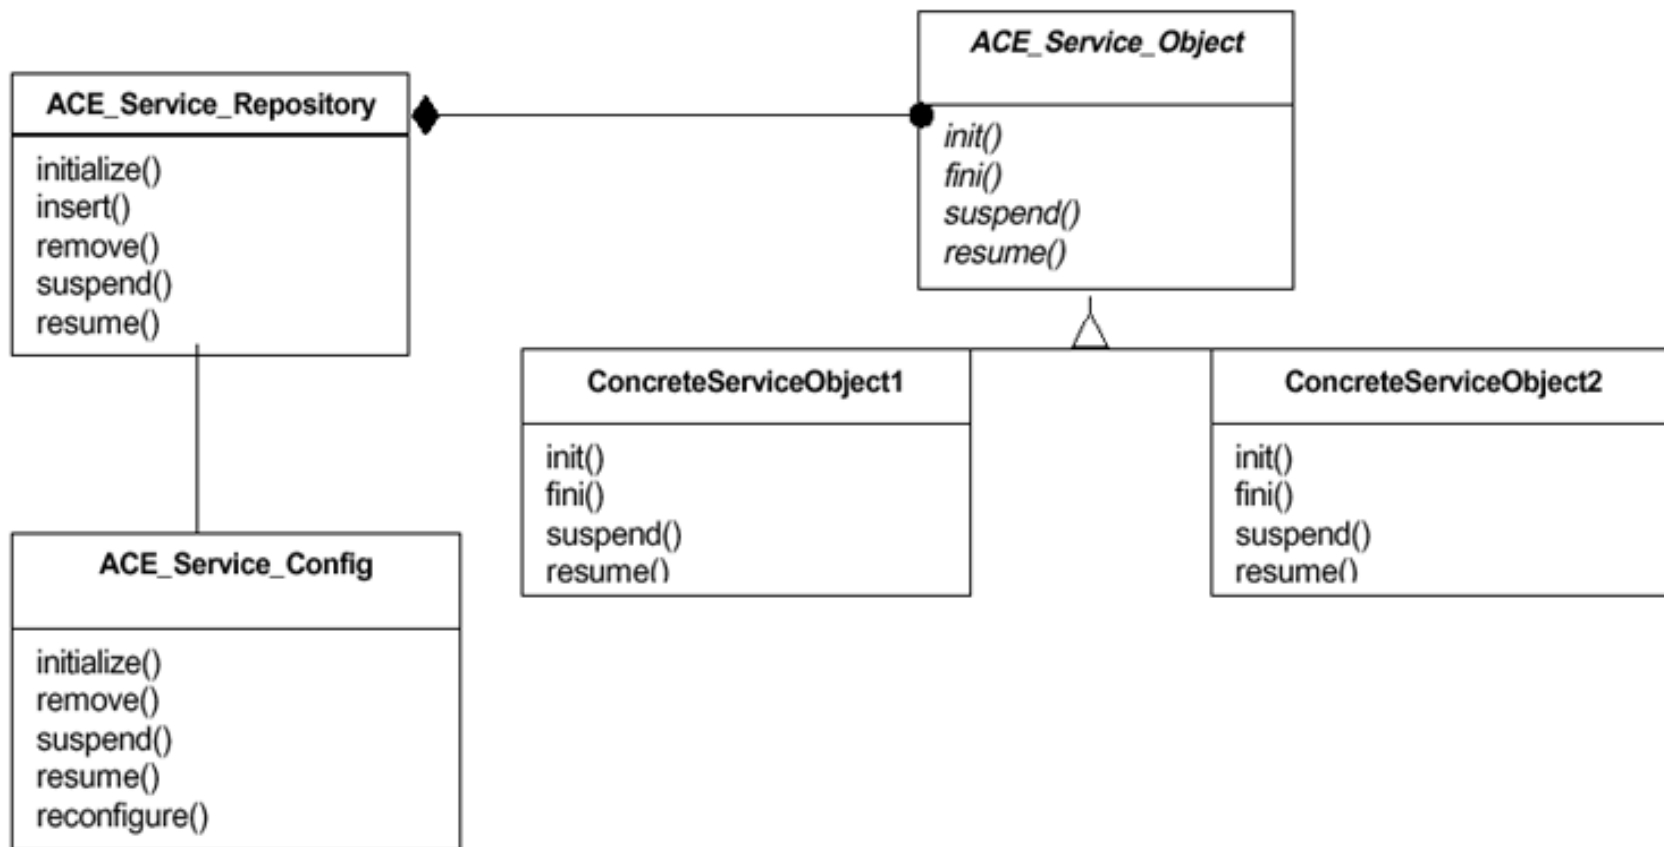 ACE_Service_Object
init()
fini()
suspend()
resume()
ACE_Service_Repository
initialize()
insert()
remove()
suspend()
resume()
ConcreteServiceObject1
init()
fini()
suspend()
resume()
ConcreteServiceObject2
init()
fini()
suspend()
resume()
ACE_Service_Config
initialize()
remove()
suspend()
resume()
reconfigure()